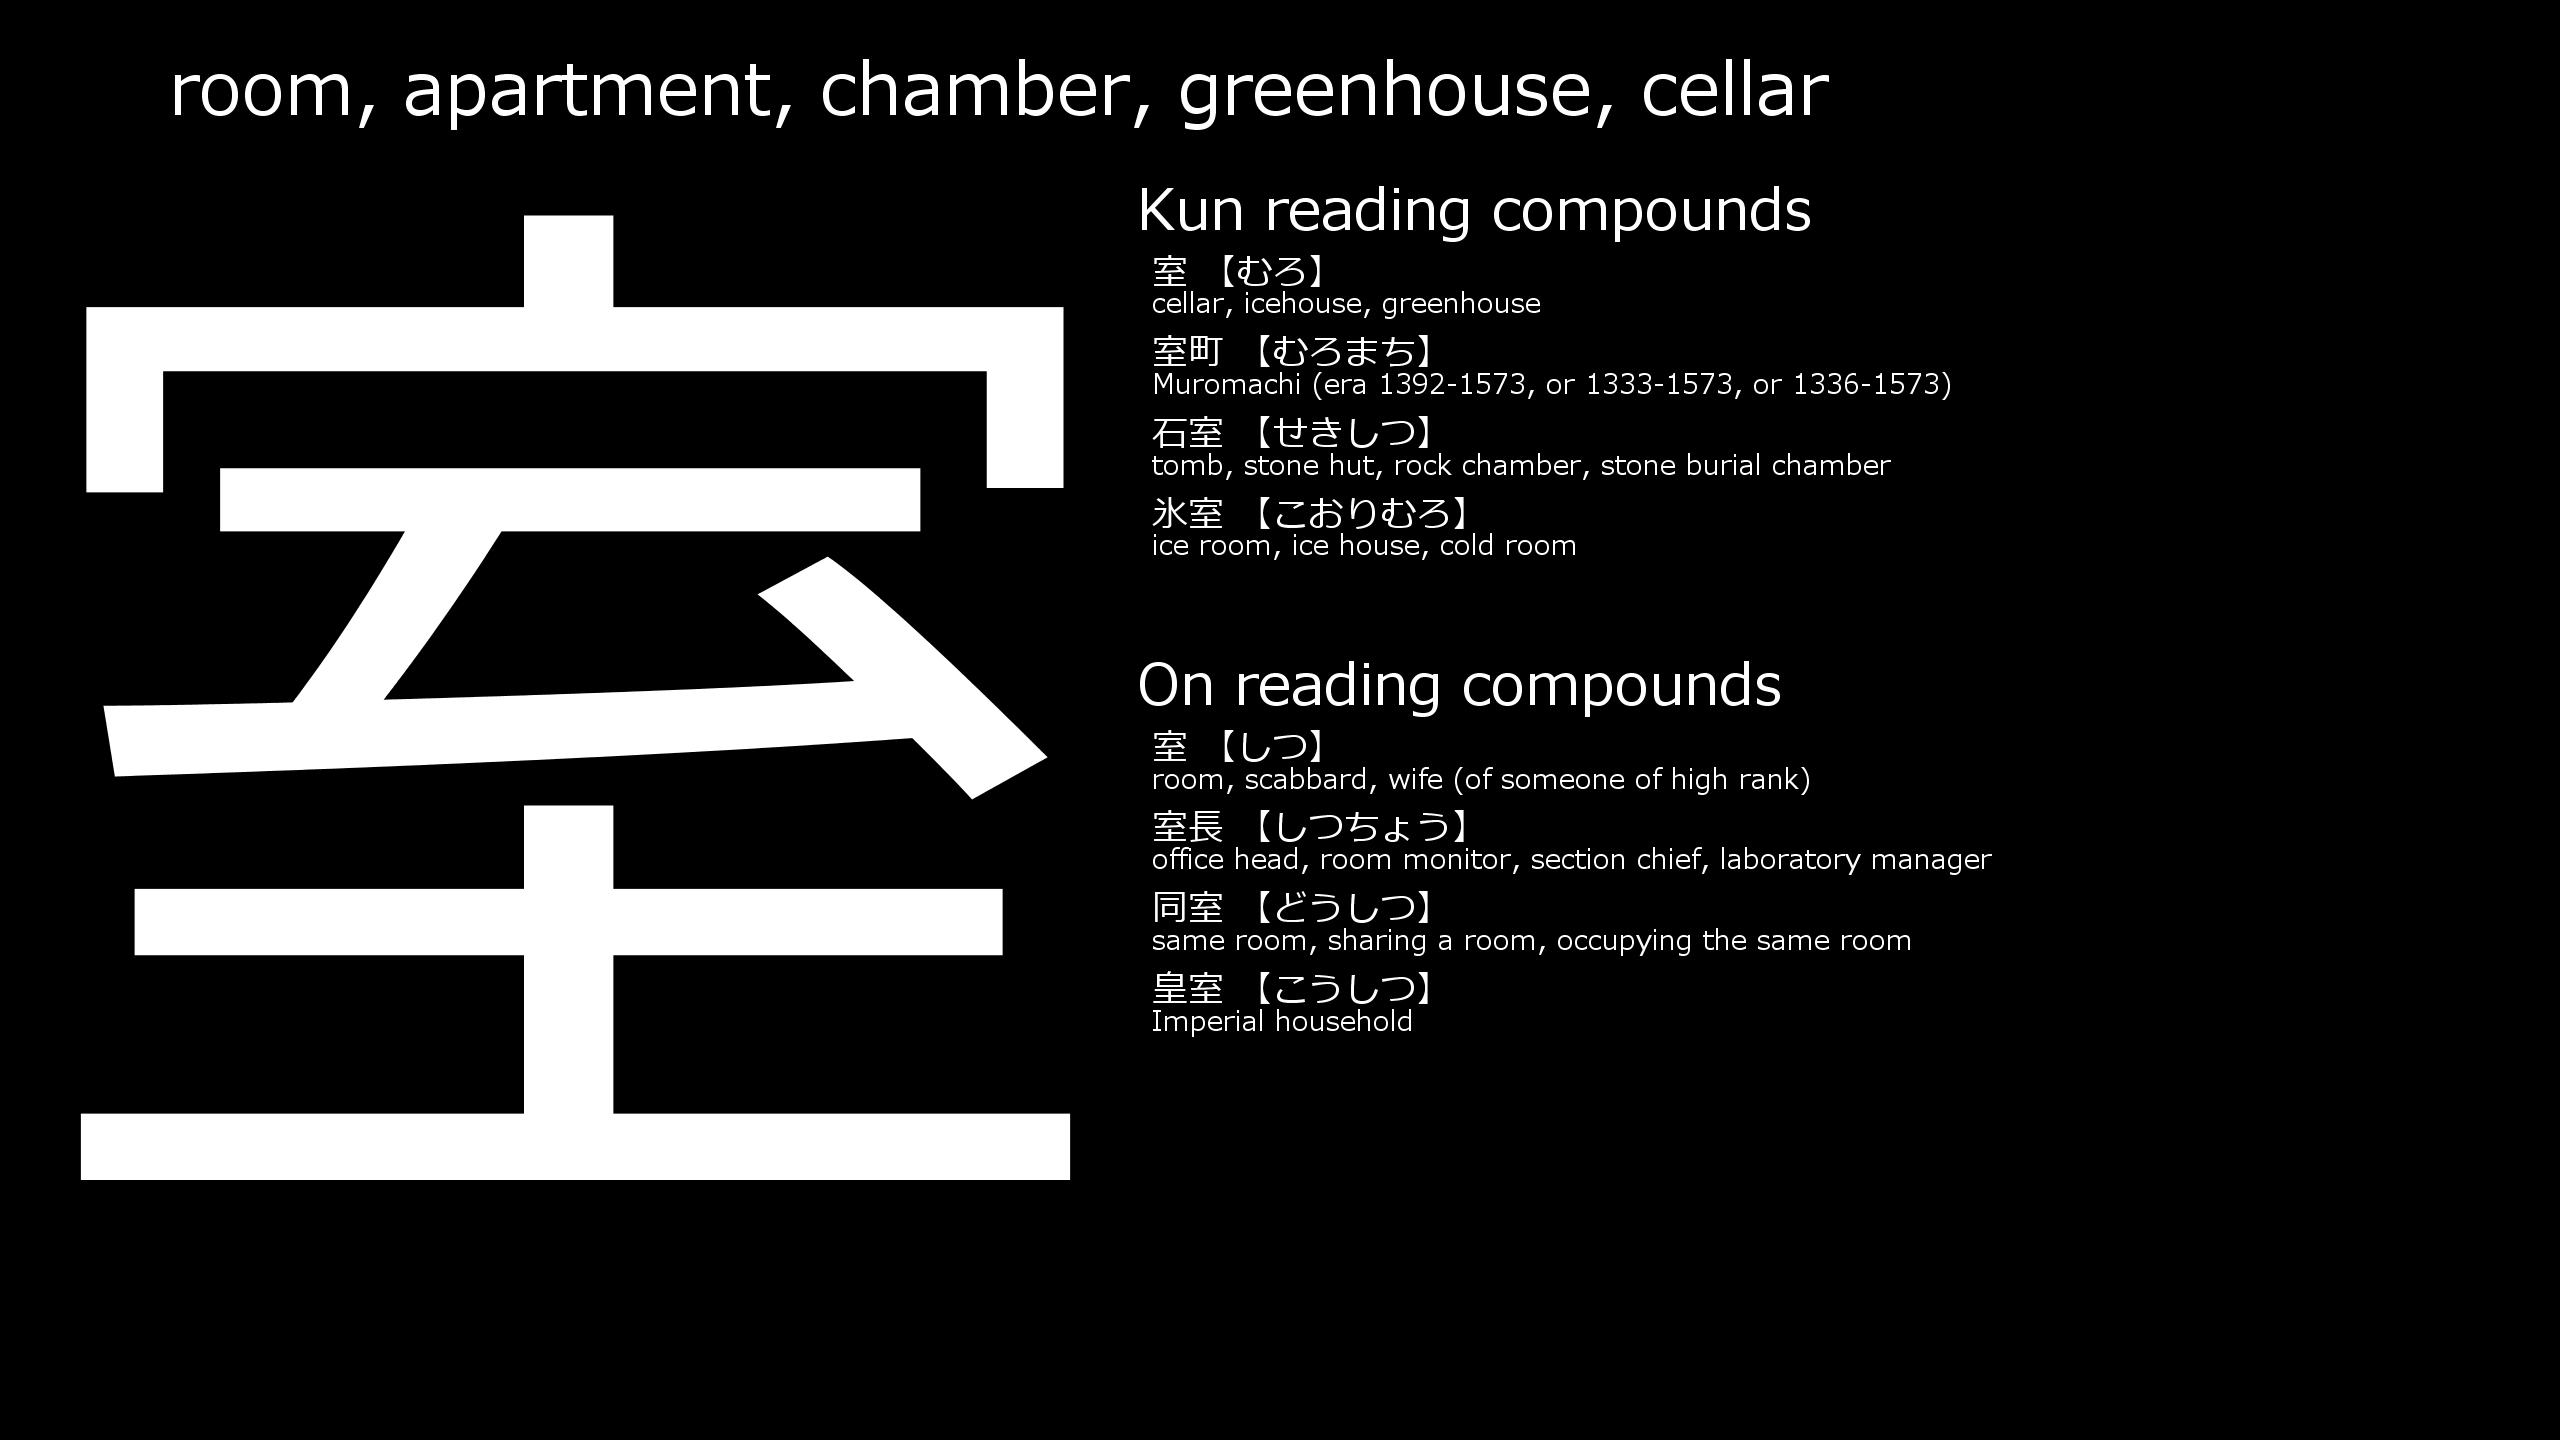 room, apartment, chamber, greenhouse, cellar
室
Kun reading compounds
室 【むろ】
cellar, icehouse, greenhouse
室町 【むろまち】
Muromachi (era 1392-1573, or 1333-1573, or 1336-1573)
石室 【せきしつ】
tomb, stone hut, rock chamber, stone burial chamber
氷室 【こおりむろ】
ice room, ice house, cold room
On reading compounds
室 【しつ】
room, scabbard, wife (of someone of high rank)
室長 【しつちょう】
office head, room monitor, section chief, laboratory manager
同室 【どうしつ】
same room, sharing a room, occupying the same room
皇室 【こうしつ】
Imperial household